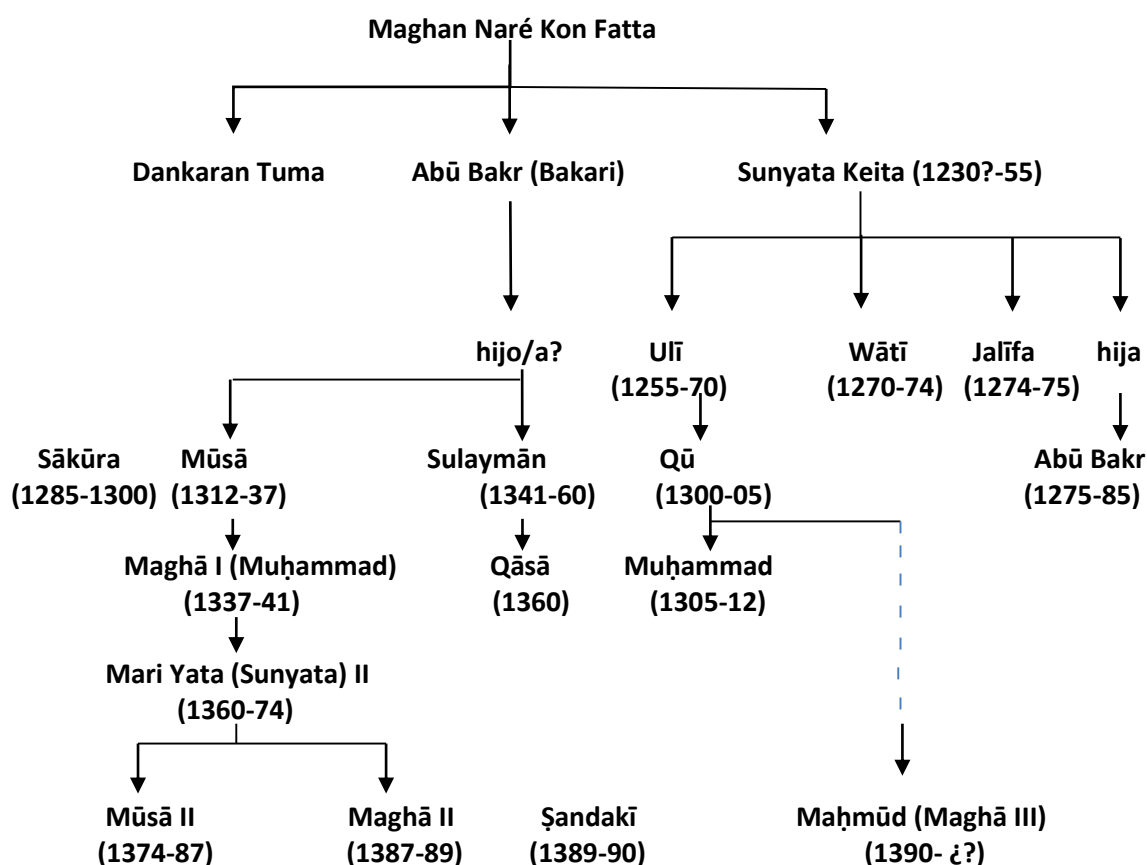 Maghan Naré Kon Fatta
Dankaran Tuma Abū Bakr (Bakari) Sunyata Keita (1230?-55)
hijo/a? Ulī Wātī Jalīfa hija
(1255-70) (1270-74) (1274-75)
Sākūra Mūsā Sulaymān Qū Abū Bakr
(1285-1300) (1312-37) (1341-60) (1300-05) (1275-85)
Maghā I (Muḥammad) Qāsā Muḥammad
(1337-41) (1360) (1305-12)
Mari Yata (Sunyata) II
(1360-74)
Mūsā II Maghā II Ṣandakī Maḥmūd (Maghā III)
(1374-87) (1387-89) (1389-90) (1390- ¿?)